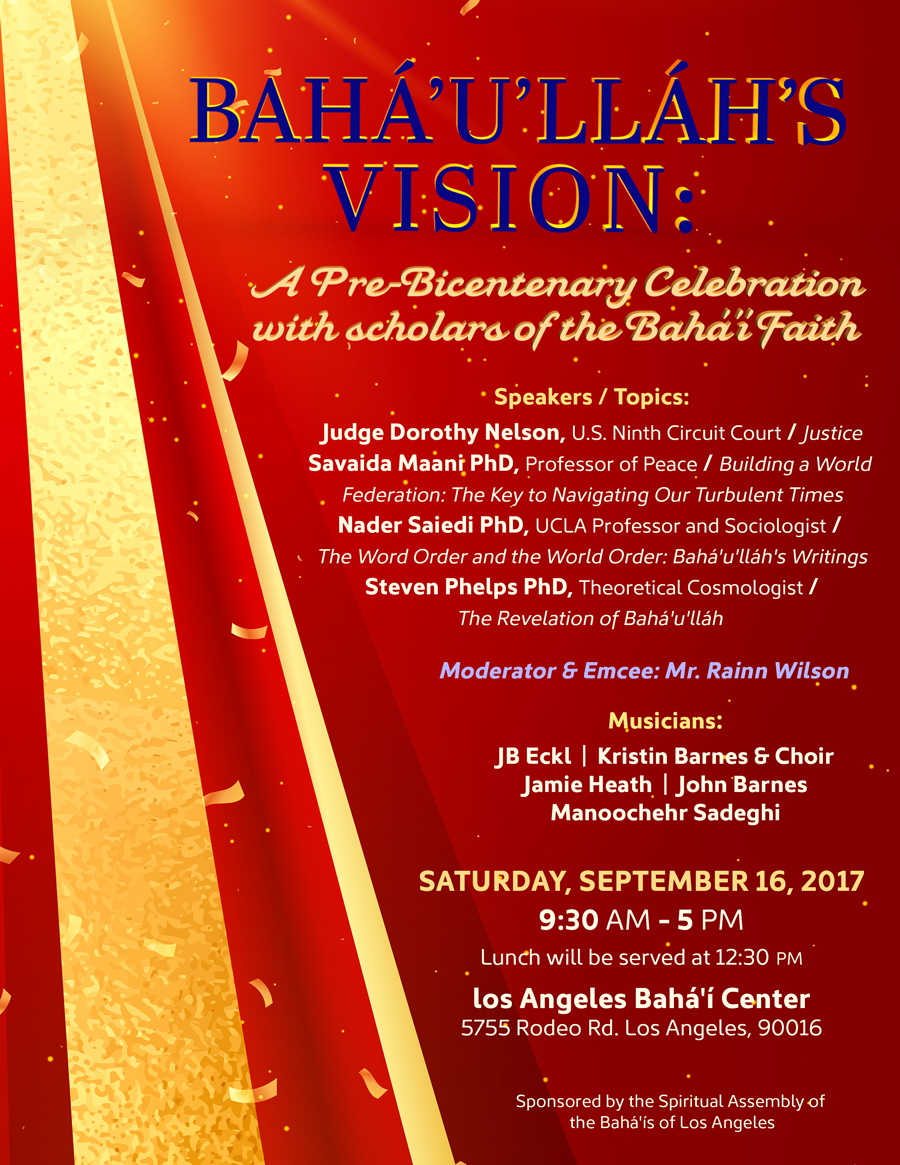 BAHÁ’U’LLÁH’S
VISION:
A Pre-Bicentenary Celebration
with scholars of the Bahá'í Faith
Speakers / Topics:
Judge Dorothy Nelson, U.S. Ninth Circuit Court / Justice
Savaida Maani PhD, Professor of Peace / Building a World
Federation: The Key to Navigating Our Turbulent Times
Nader Saiedi PhD, UCLA Professor and Sociologist /
The Word Order and the World Order: Bahá'u'lláh's Writings
Steven Phelps PhD, Theoretical Cosmologist /
The Revelation of Bahá'u'lláh
Moderator & Emcee: Mr. Rainn Wilson
Musicians:
JB Eckl | Kristin Barnes & Choir
Jamie Heath | John Barnes
Manoochehr Sadeghi
SATURDAY, SEPTEMBER 16, 2017
9:30 AM - 5 PM
Lunch will be served at 12:30 PM
los Angeles Bahá'í Center
5755 Rodeo Rd. Los Angeles, 90016
Sponsored by the Spiritual Assembly of
the Bahá'ís of Los Angeles